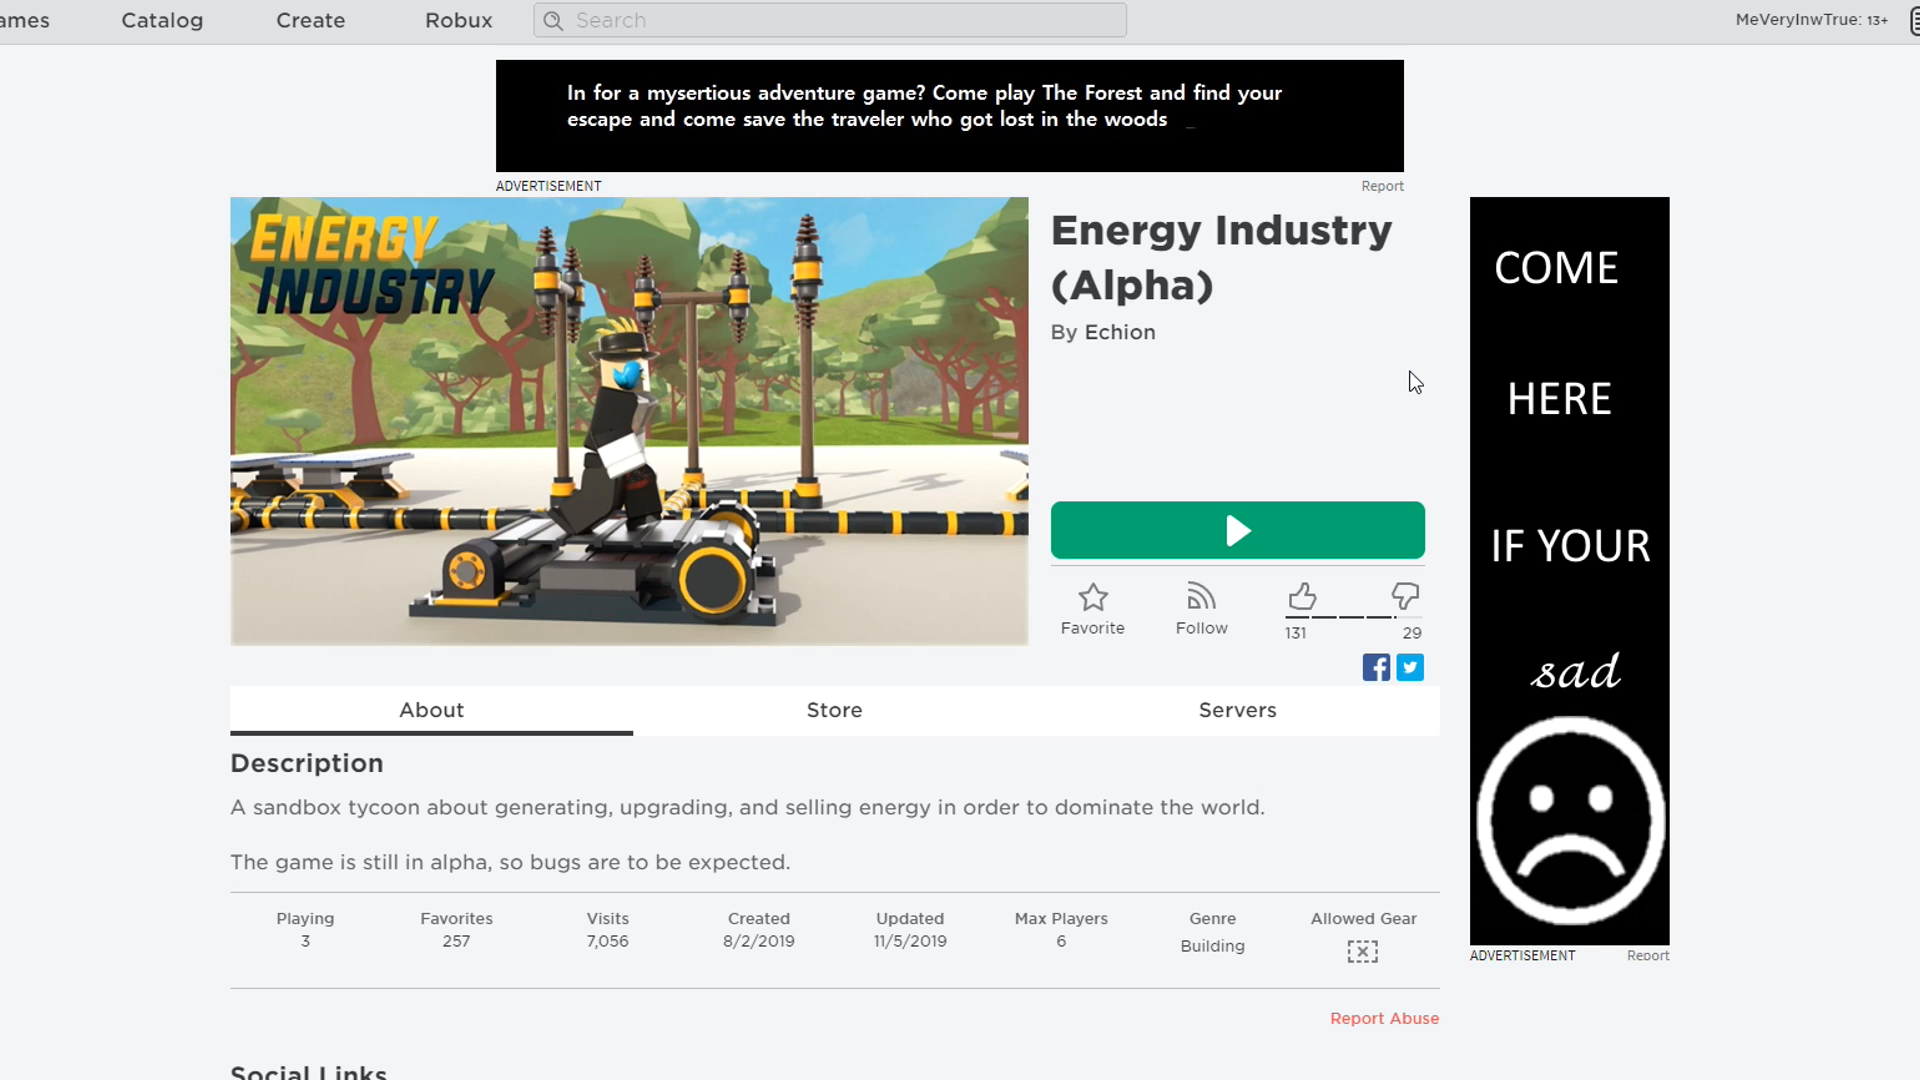 ames
Catalog
Create
Robux
Search
MeVeryInwTrue: 13+
In for a mysertious adventure game? Come play The Forest and find your
escape and come save the traveler who got lost in the woods _
ADVERTISEMENT
Report
ENERGY
INDUSTRY
Energy Industry
(Alpha)
By Echion
Favorite
Follow
131
29
COME
HERE
IF YOUR
sad
ADVERTISEMENT
Report
About
Store
Servers
Description
A sandbox tycoon about generating, upgrading, and selling energy in order to dominate the world.
The game is still in alpha, so bugs are to be expected.
Playing
3
Favorites
257
Visits
7,056
Created
8/2/2019
Updated
11/5/2019
Max Players
6
Genre
Building
Allowed Gear
Report Abuse
Social Links